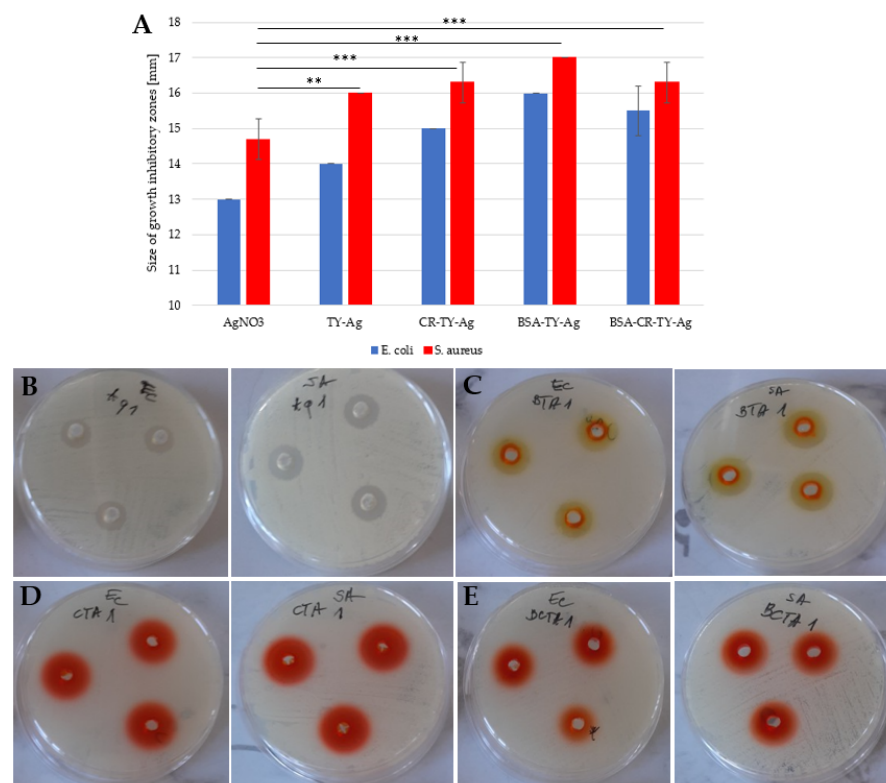 A
18
***
17
***
***
16
**
15
14
13
12
11
10
Size of growth inhibitory zones [mm]
AgNO3 TY-Ag CR-TY-Ag BSA-TY-Ag BSA-CR-TY-Ag
E. coli S. aureus
B
SA
C
EC
BTA 1
SA
BTA 1
D
EC
CTA 1
SA
CTA 1
E
EC
BCTA 1
SA
BCTA 1